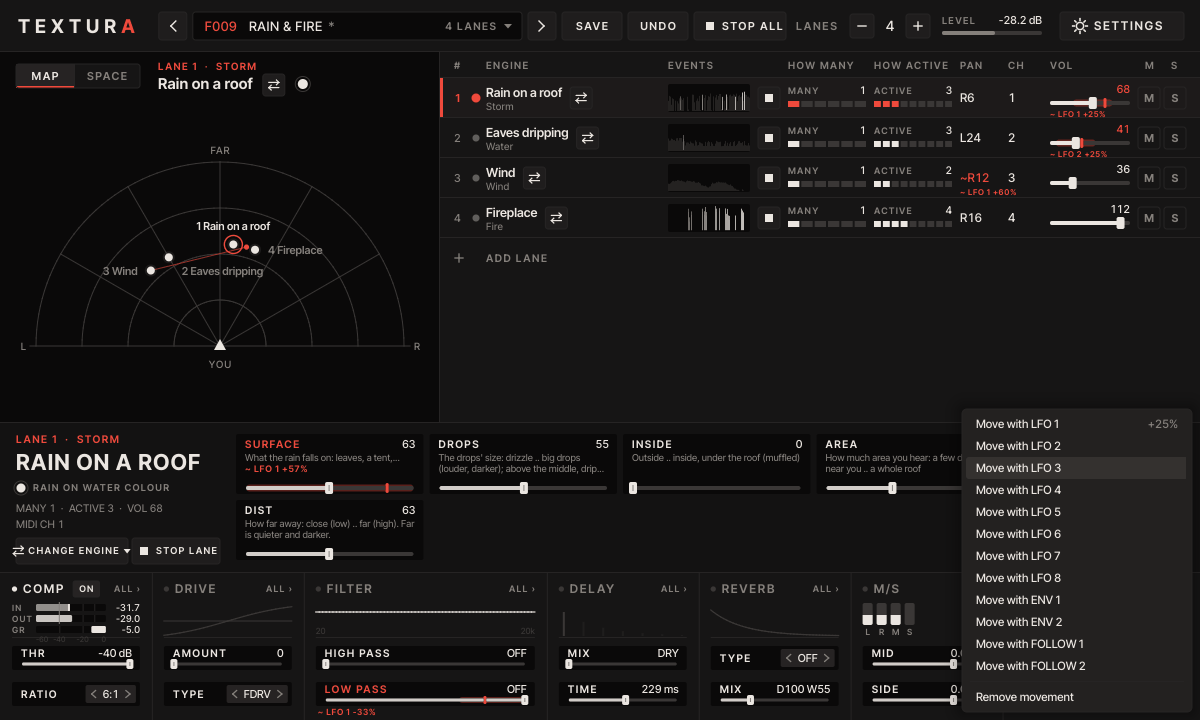 TEXTURA
F009 RAIN & FIRE *
4 LANES
SAVE
UNDO
STOP ALL
LANES
4
LEVEL -28.2 dB
SETTINGS
MAP
SPACE
LANE 1 · STORM
Rain on a roof
FAR
1 Rain on a roof
4 Fireplace
3 Wind
2 Eaves dripping
L
R
YOU
# ENGINE EVENTS HOW MANY HOW ACTIVE PAN CH VOL M S
1 Rain on a roof MANY 1 ACTIVE 3 R6 1 68 M S
Storm
~ LFO 1 +25%
2 Eaves dripping MANY 1 ACTIVE 3 L24 2 41 M S
Water
~ LFO 2 +25%
3 Wind MANY 1 ACTIVE 2 ~R12 3 36 M S
Wind
~ LFO 1 +60%
4 Fireplace MANY 1 ACTIVE 4 R16 4 112 M S
Fire
+ ADD LANE
LANE 1 · STORM
RAIN ON A ROOF
RAIN ON WATER COLOUR
MANY 1 · ACTIVE 3 · VOL 68
MIDI CH 1
CHANGE ENGINE
STOP LANE
SURFACE 63
What the rain falls on: leaves, a tent,...
~ LFO 1 +57%
DROPS 55
The drops' size: drizzle .. big drops
(louder, darker); above the middle, drip...
INSIDE 0
Outside .. inside, under the roof (muffled)
AREA
How much area you hear: a few d
near you .. a whole roof
DIST 63
How far away: close (low) .. far (high). Far
is quieter and darker.
Move with LFO 1 +25%
Move with LFO 2
Move with LFO 3
Move with LFO 4
Move with LFO 5
Move with LFO 6
Move with LFO 7
Move with LFO 8
Move with ENV 1
Move with ENV 2
Move with FOLLOW 1
Move with FOLLOW 2
Remove movement
COMP ON ALL ›
IN -31.7
OUT -29.0
GR -5.0
-60 -40 -20 0
THR -40 dB
RATIO 6:1
DRIVE ALL ›
AMOUNT 0
TYPE FDRV
FILTER ALL ›
20 20k
HIGH PASS OFF
LOW PASS OFF
~ LFO 1 -33%
DELAY ALL ›
MIX DRY
TIME 229 ms
REVERB ALL ›
TYPE OFF
MIX D100 W55
M/S
L R M S
MID 0.
SIDE 0.